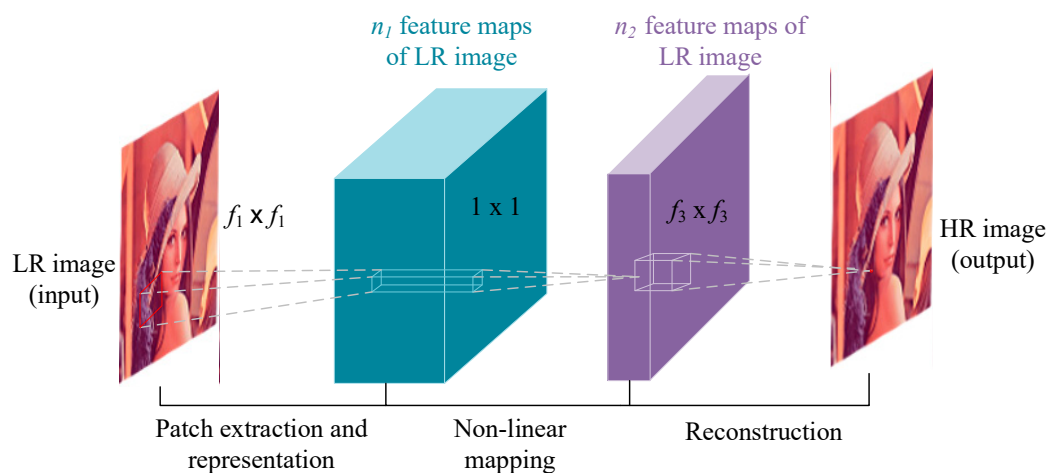 n₁ feature maps
of LR image
n₂ feature maps of
LR image
f₁ x f₁
1 x 1
f₃ x f₃
LR image
(input)
HR image
(output)
Patch extraction and
representation
Non-linear
mapping
Reconstruction